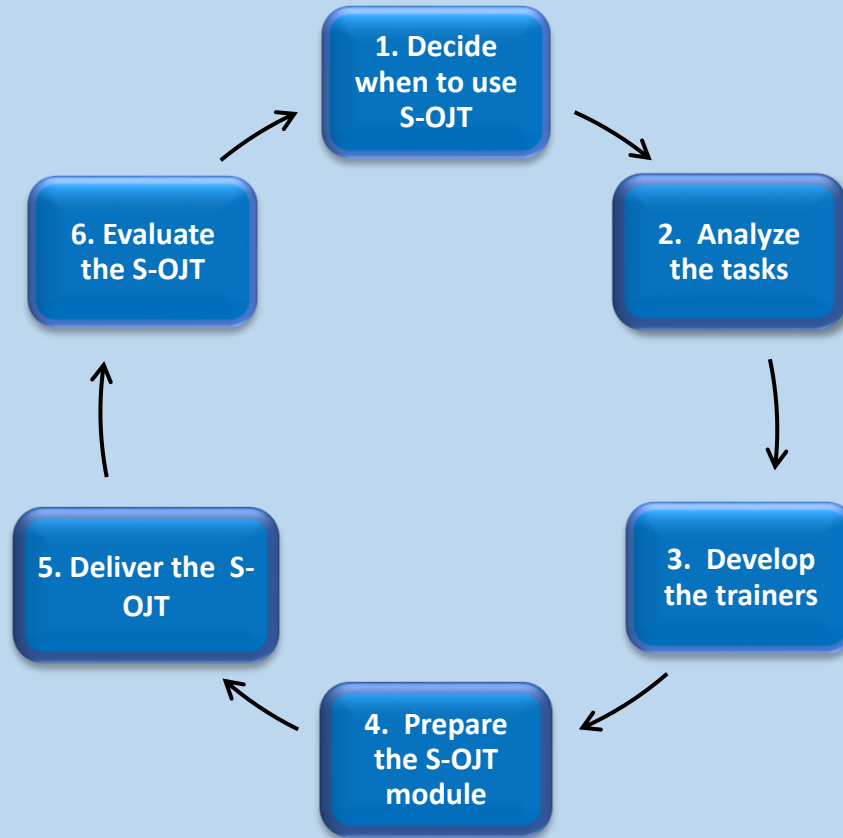 1. Decide
when to use
S-OJT
2. Analyze
the tasks
3. Develop
the trainers
4. Prepare
the S-OJT
module
5. Deliver the S-
OJT
6. Evaluate
the S-OJT